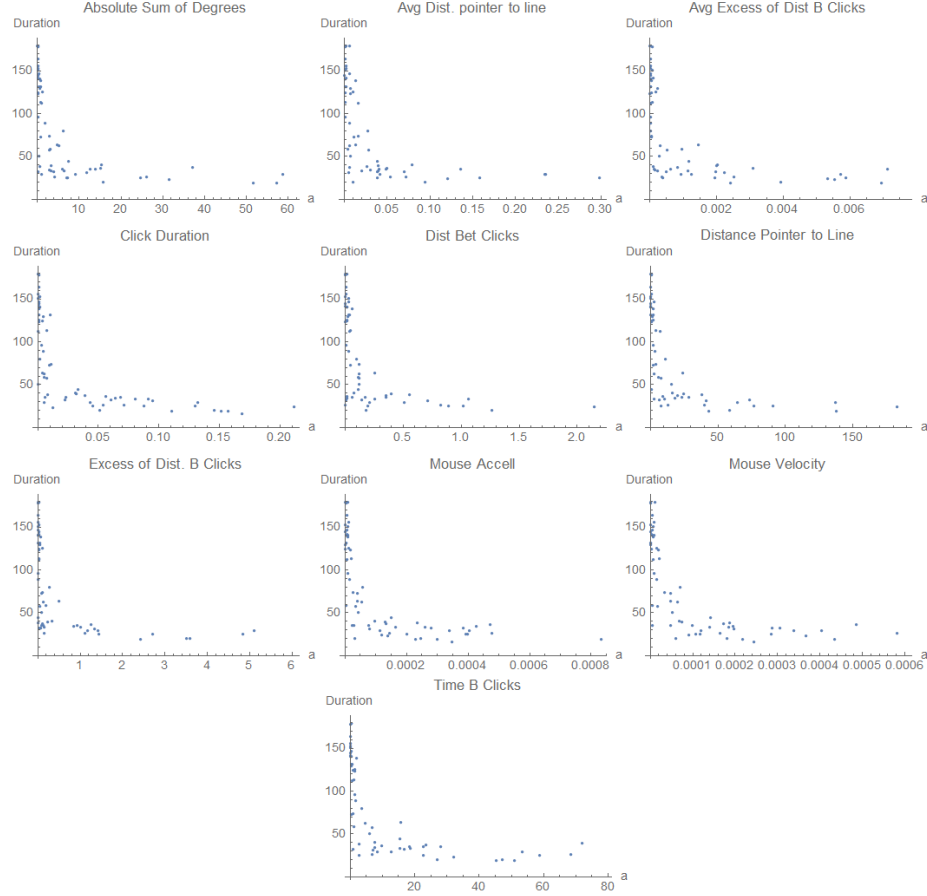 Absolute Sum of Degrees
Avg Dist. pointer to line
Avg Excess of Dist B Clicks
Duration
Duration
Duration
150
150
150
100
100
100
50
50
50
10 20 30 40 50 60 a
0.05 0.10 0.15 0.20 0.25 0.30 a
0.002 0.004 0.006 a
Click Duration
Dist Bet Clicks
Distance Pointer to Line
Duration
Duration
Duration
150
150
150
100
100
100
50
50
50
0.05 0.10 0.15 0.20 a
0.5 1.0 1.5 2.0 a
50 100 150 a
Excess of Dist. B Clicks
Mouse Accell
Mouse Velocity
Duration
Duration
Duration
150
150
150
100
100
100
50
50
50
1 2 3 4 5 6 a
0.0002 0.0004 0.0006 0.0008 a
0.0001 0.0002 0.0003 0.0004 0.0005 0.0006 a
Time B Clicks
Duration
150
100
50
20 40 60 80 a